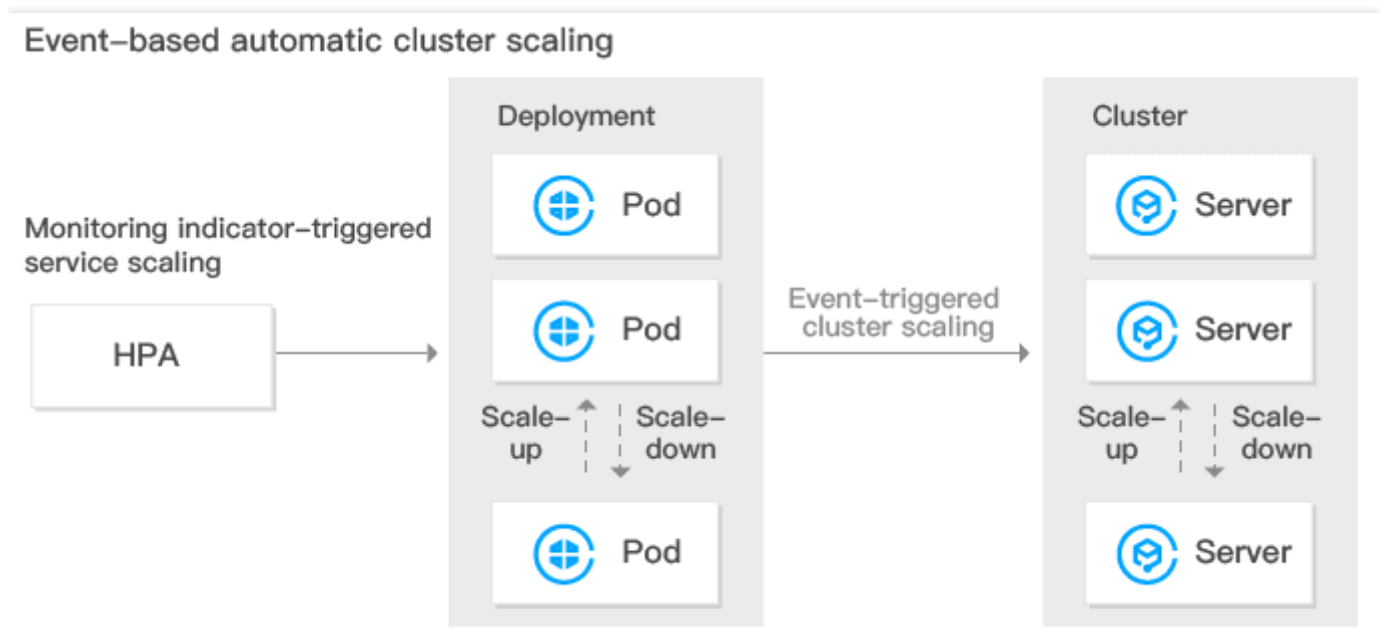 Event–based automatic cluster scaling
Monitoring indicator–triggered
service scaling
HPA
Deployment
Pod
Pod
Scale–
up
Scale–
down
Pod
Event–triggered
cluster scaling
Cluster
Server
Server
Scale–
up
Scale–
down
Server